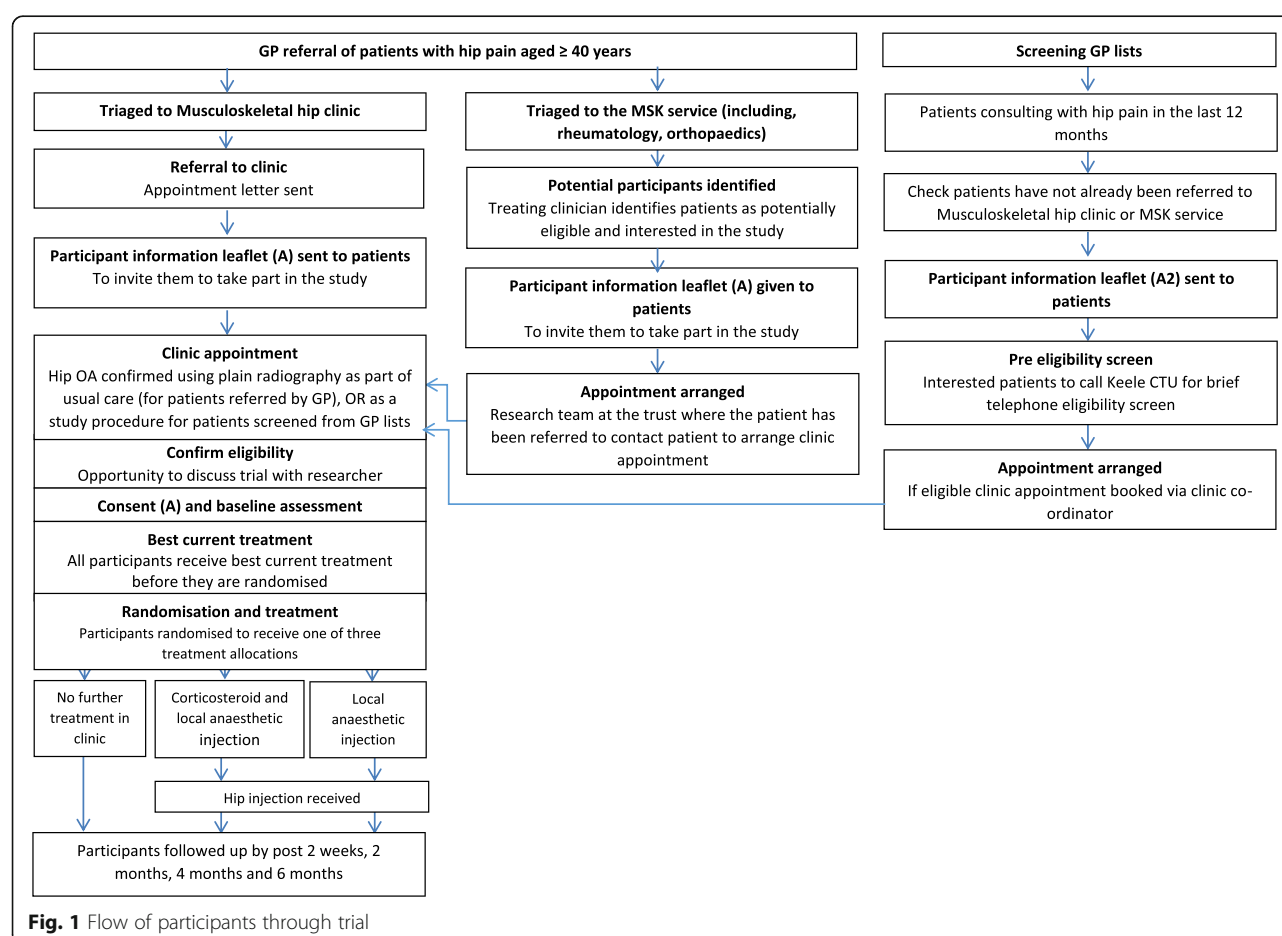 GP referral of patients with hip pain aged ≥ 40 years
Triaged to Musculoskeletal hip clinic
Referral to clinic
Appointment letter sent
Participant information leaflet (A) sent to patients
To invite them to take part in the study
Clinic appointment
Hip OA confirmed using plain radiography as part of
usual care (for patients referred by GP), OR as a
study procedure for patients screened from GP lists
Confirm eligibility
Opportunity to discuss trial with researcher
Consent (A) and baseline assessment
Best current treatment
All participants receive best current treatment
before they are randomised
Randomisation and treatment
Participants randomised to receive one of three
treatment allocations
No further
treatment in
clinic
Corticosteroid and
local anaesthetic
injection
Local
anaesthetic
injection
Hip injection received
Participants followed up by post 2 weeks, 2
months, 4 months and 6 months
Triaged to the MSK service (including,
rheumatology, orthopaedics)
Potential participants identified
Treating clinician identifies patients as potentially
eligible and interested in the study
Participant information leaflet (A) given to
patients
To invite them to take part in the study
Appointment arranged
Research team at the trust where the patient has
been referred to contact patient to arrange clinic
appointment
Screening GP lists
Patients consulting with hip pain in the last 12
months
Check patients have not already been referred to
Musculoskeletal hip clinic or MSK service
Participant information leaflet (A2) sent to
patients
Pre eligibility screen
Interested patients to call Keele CTU for brief
telephone eligibility screen
Appointment arranged
If eligible clinic appointment booked via clinic co-
ordinator
Fig. 1 Flow of participants through trial